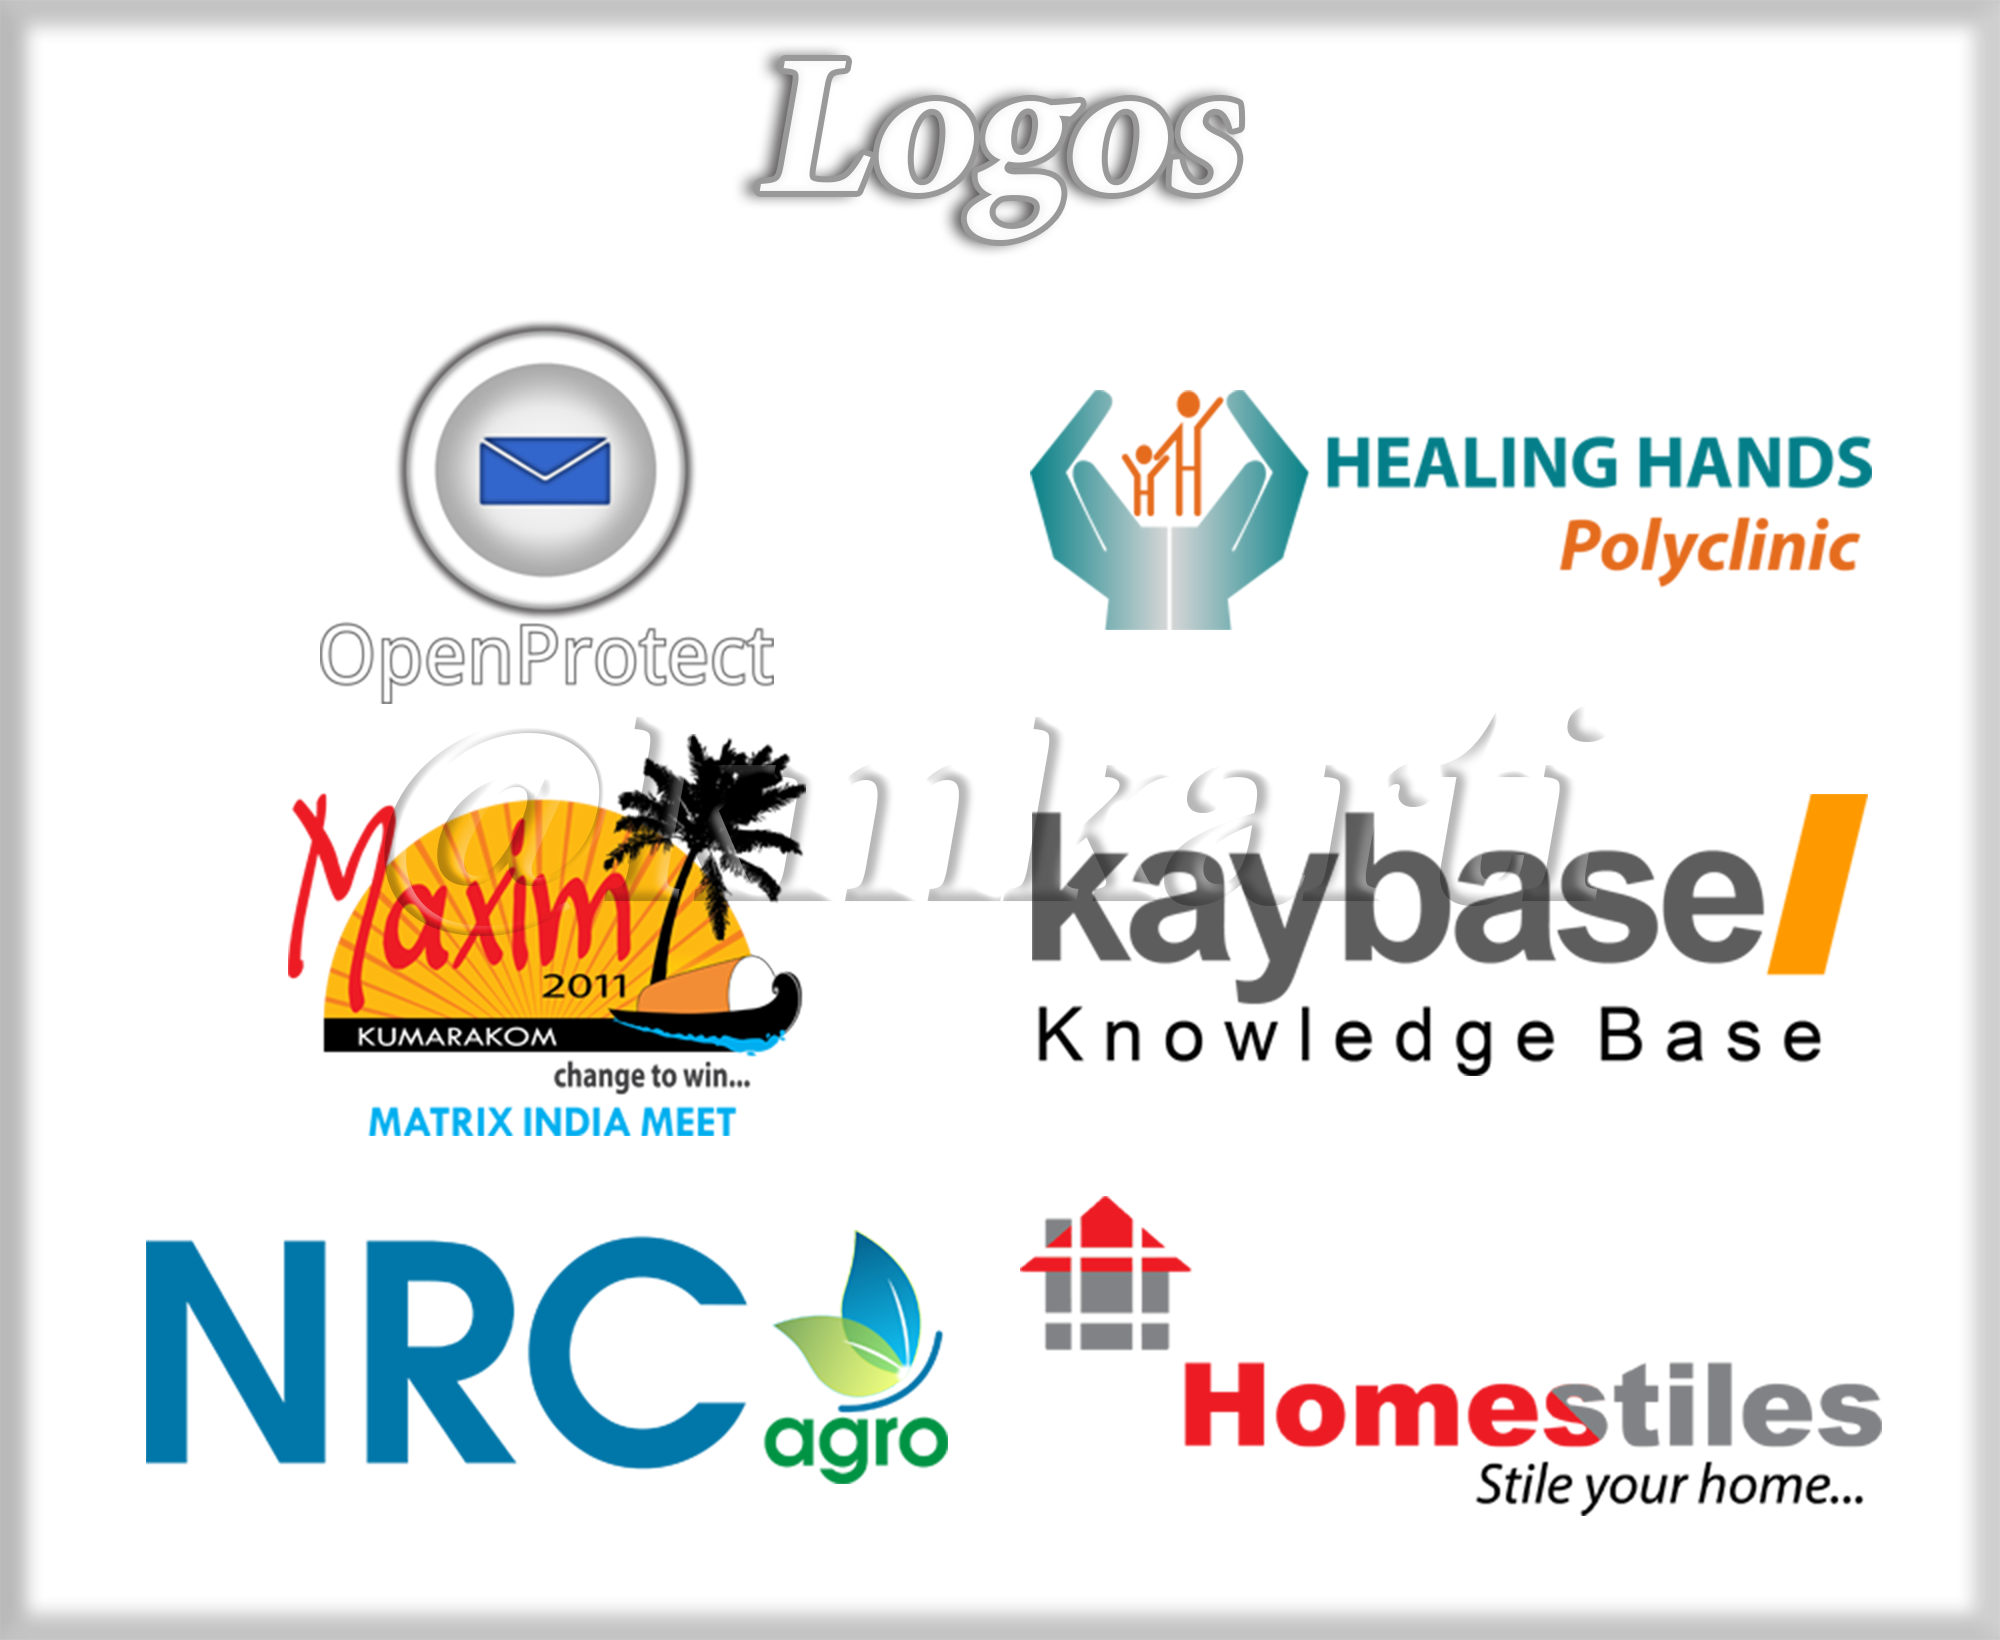 Logos
OpenProtect
HEALING HANDS
Polyclinic
Maxim
2011
KUMARAKOM
change to win...
MATRIX INDIA MEET
kaybase
Knowledge Base
NRC
agro
Homestiles
Stile your home...